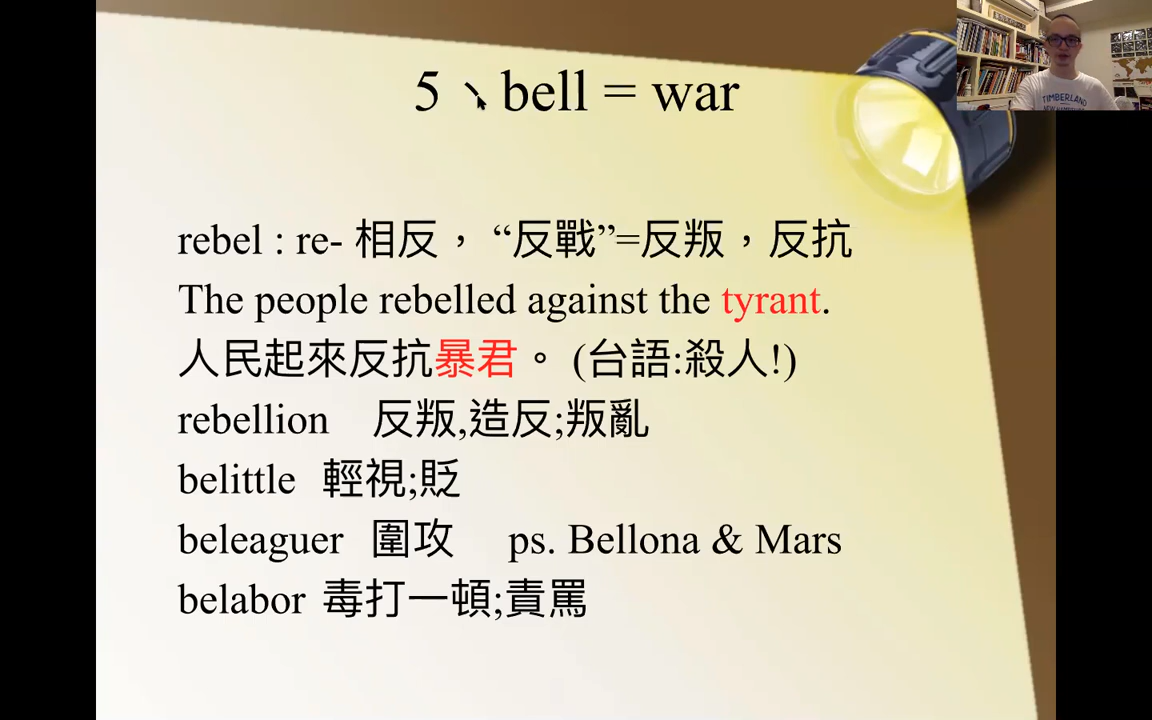 5、bell = war
TIMBERLAND
rebel : re- 相反， “反戰”=反叛，反抗
The people rebelled against the tyrant.
人民起來反抗暴君。 (台語:殺人!)
rebellion 反叛,造反;叛亂
belittle 輕視;貶
beleaguer 圍攻 ps. Bellona & Mars
belabor 毒打一頓;責罵